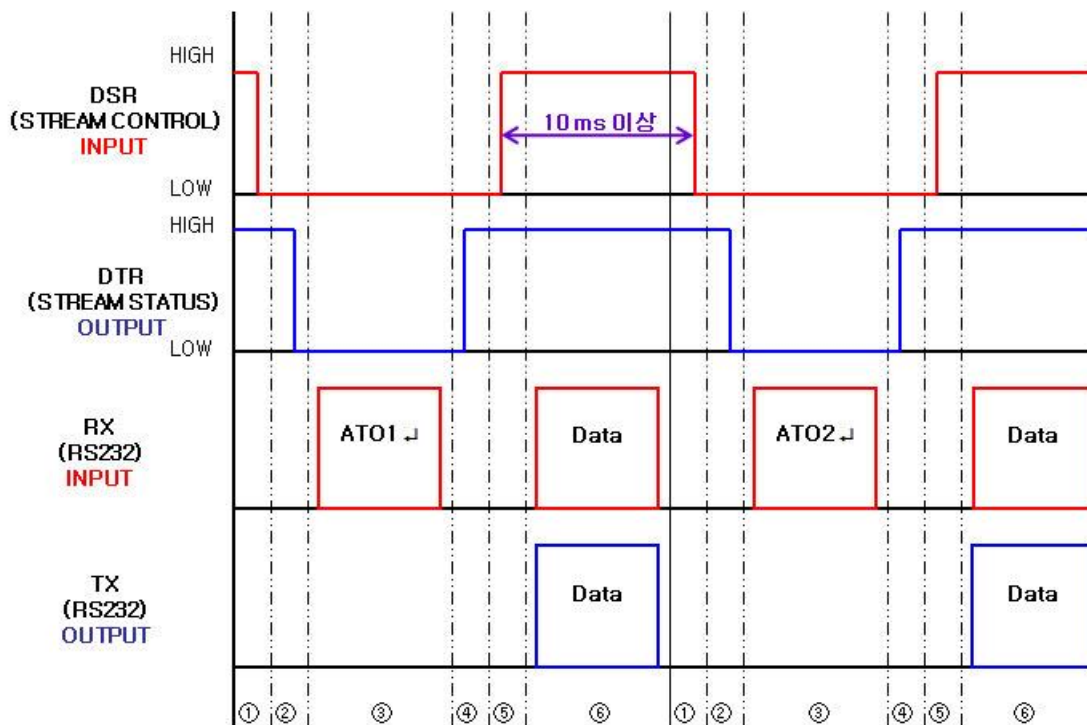 HIGH
DSR
(STREAM CONTROL)
INPUT
10 ms 이상
LOW
HIGH
DTR
(STREAM STATUS)
OUTPUT
LOW
RX
(RS232)
INPUT
ATO1 ↵
Data
ATO2 ↵
Data
TX
(RS232)
OUTPUT
Data
Data
① ② ③ ④ ⑤ ⑥ ① ② ③ ④ ⑤ ⑥